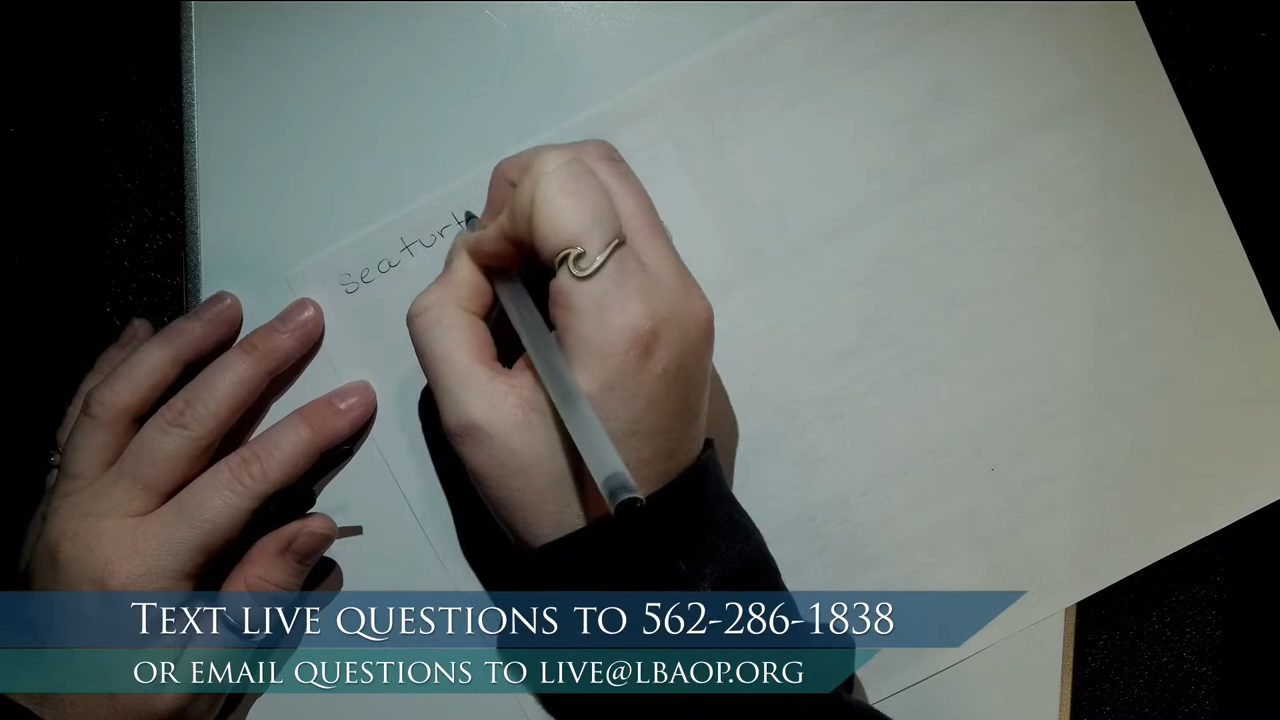 seaturt
TEXT LIVE QUESTIONS TO 562-286-1838
OR EMAIL QUESTIONS TO LIVE@LBAOP.ORG